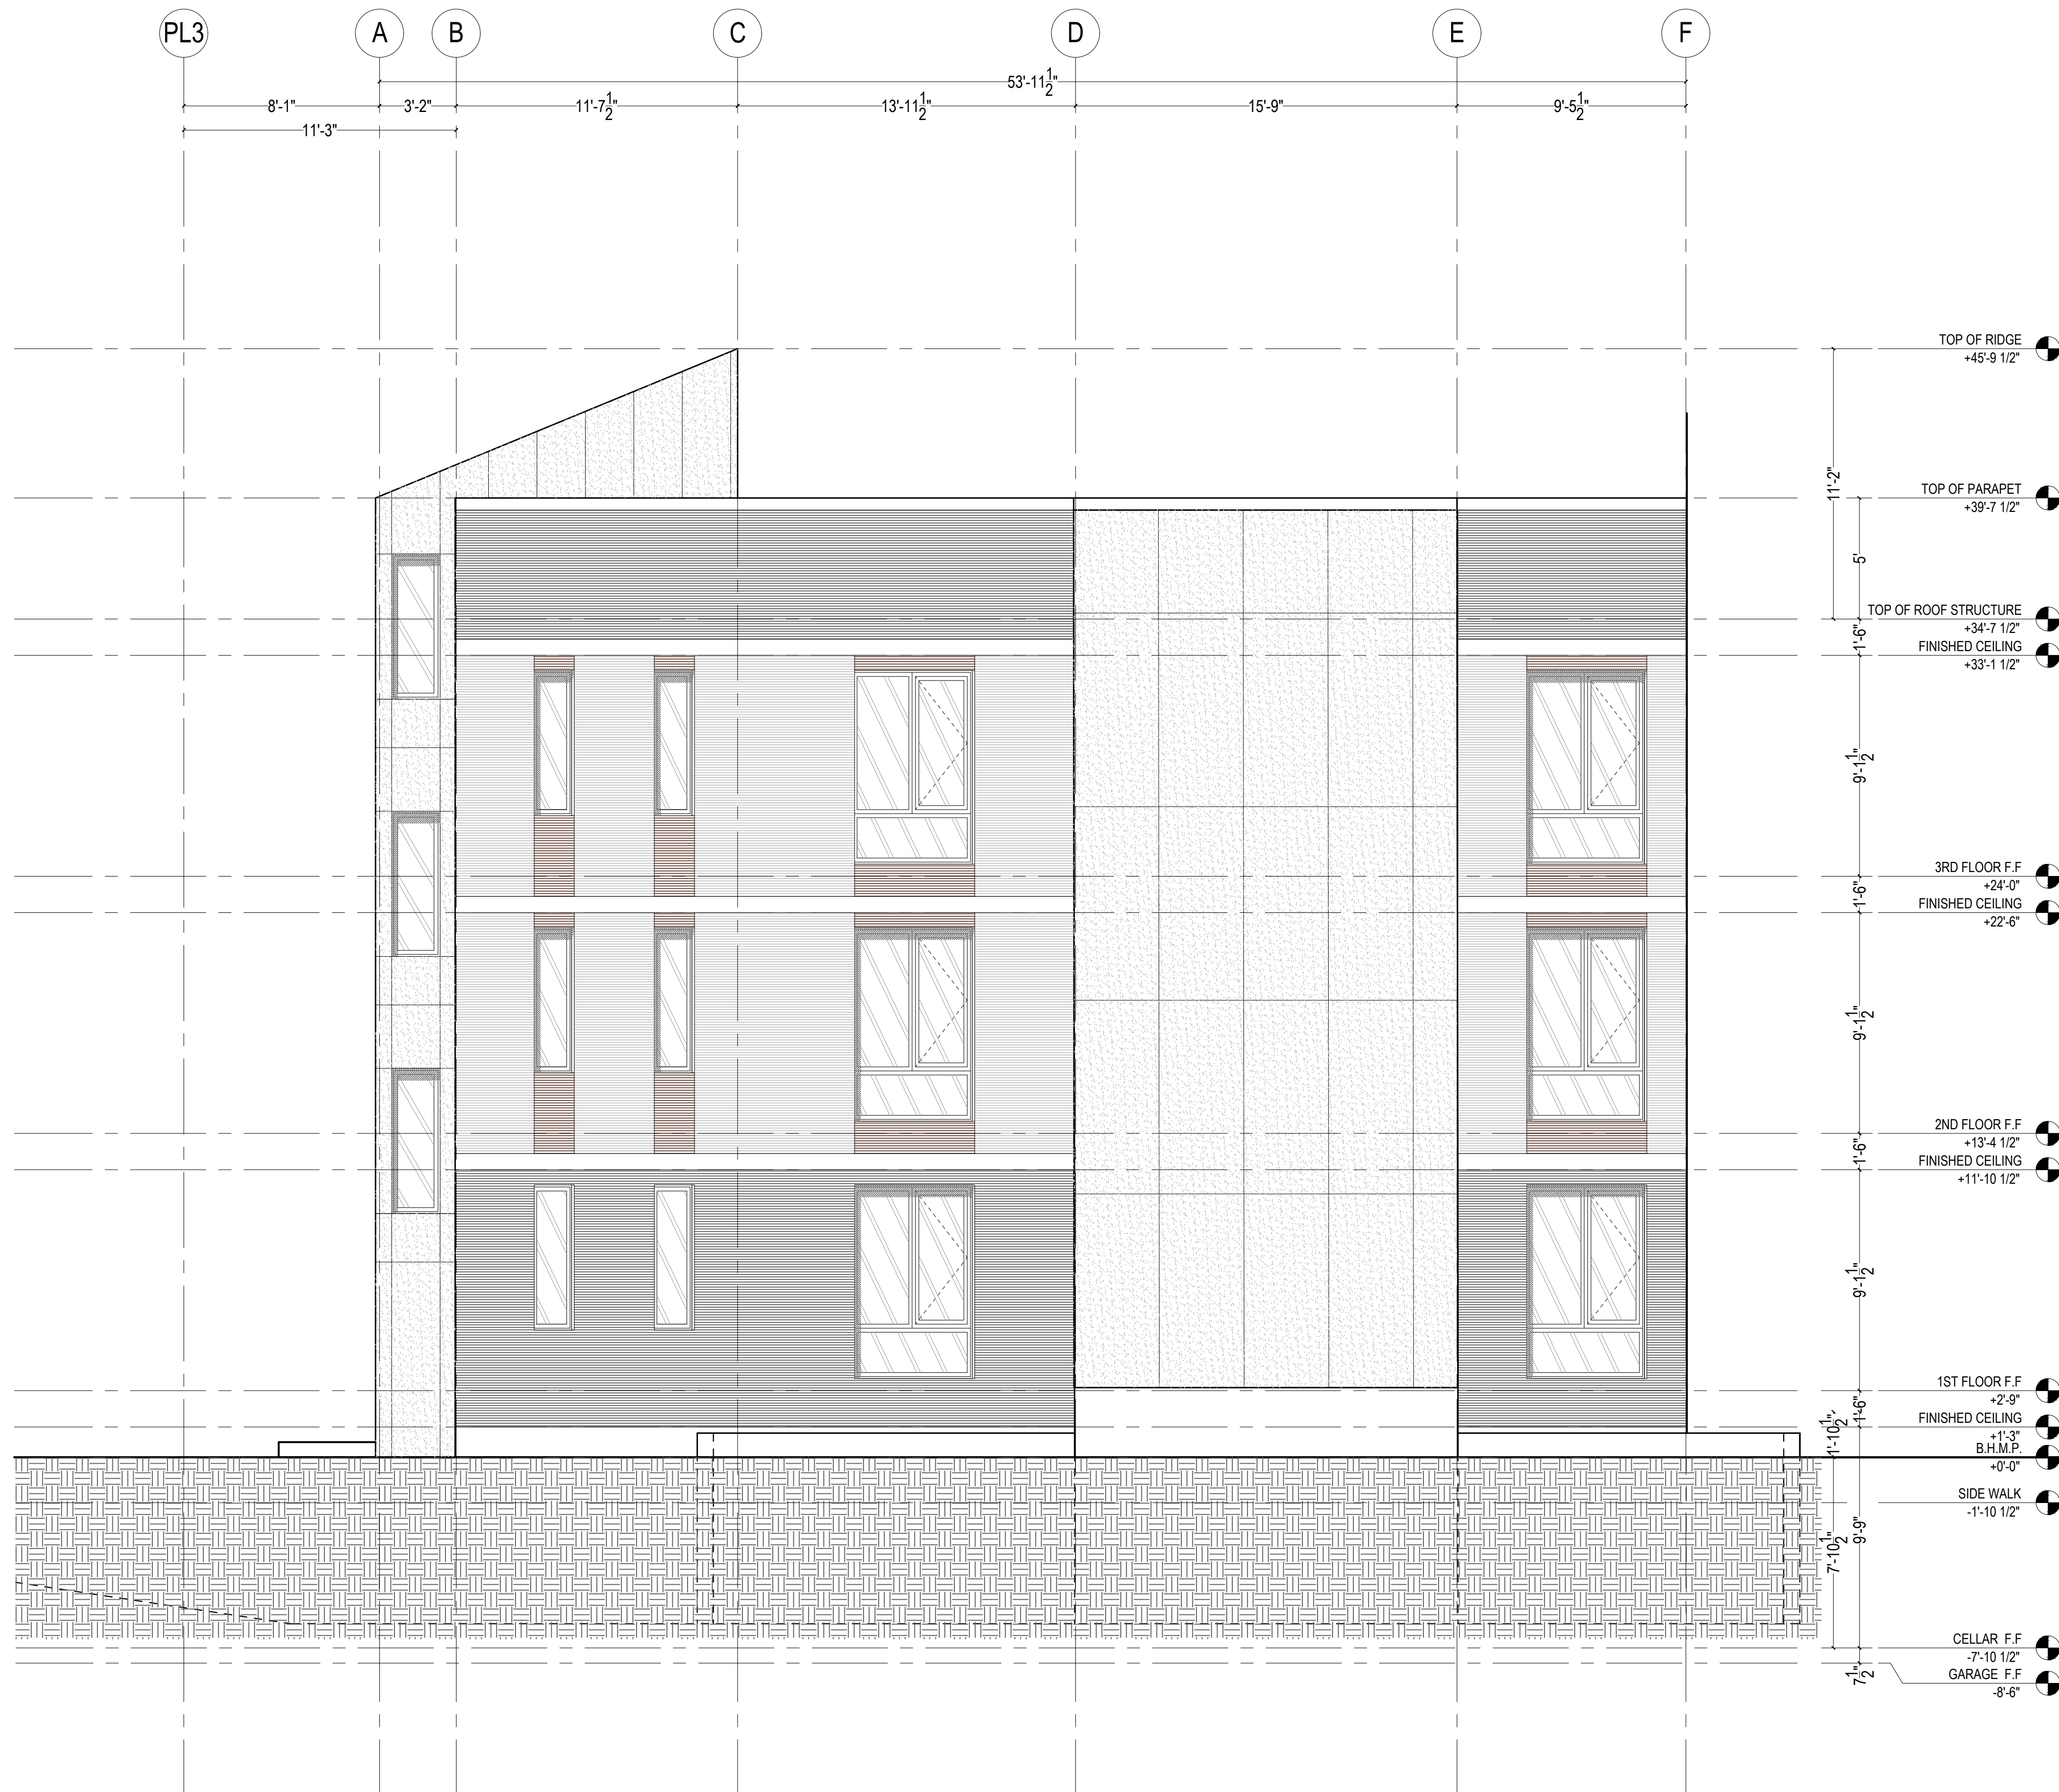 PL3 A B C D E F
53'-11 1/2"
8'-1" 3'-2" 11'-7 1/2" 13'-11 1/2" 15'-9" 9'-5 1/2"
11'-3"
TOP OF RIDGE
+45'-9 1/2"
11'-2"
TOP OF PARAPET
+39'-7 1/2"
5'
TOP OF ROOF STRUCTURE
+34'-7 1/2"
1'-6"
FINISHED CEILING
+33'-1 1/2"
9'-1 1/2"
3RD FLOOR F.F
+24'-0"
1'-6"
FINISHED CEILING
+22'-6"
9'-1 1/2"
2ND FLOOR F.F
+13'-4 1/2"
1'-6"
FINISHED CEILING
+11'-10 1/2"
9'-1 1/2"
1ST FLOOR F.F
+2'-9"
1'-6"
FINISHED CEILING
+1'-3"
1'-10 1/2"
B.H.M.P.
+0'-0"
SIDE WALK
-1'-10 1/2"
9'-9"
7'-10 1/2"
CELLAR F.F
-7'-10 1/2"
7 1/2"
GARAGE F.F
-8'-6"